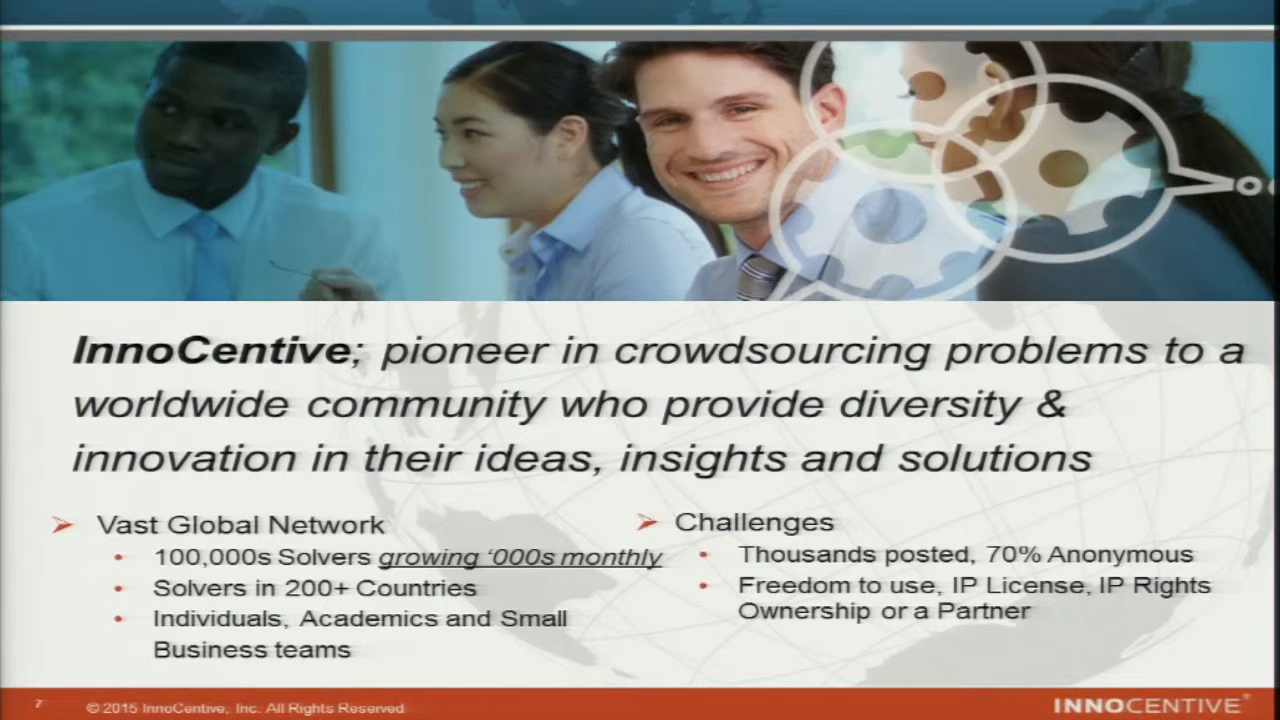 InnoCentive; pioneer in crowdsourcing problems to a
worldwide community who provide diversity &
innovation in their ideas, insights and solutions
Vast Global Network
100,000s Solvers growing ‘000s monthly
Solvers in 200+ Countries
Individuals, Academics and Small
Business teams
Challenges
Thousands posted, 70% Anonymous
Freedom to use, IP License, IP Rights
Ownership or a Partner
7
© 2015 InnoCentive, Inc. All Rights Reserved
INNOCENTIVE®